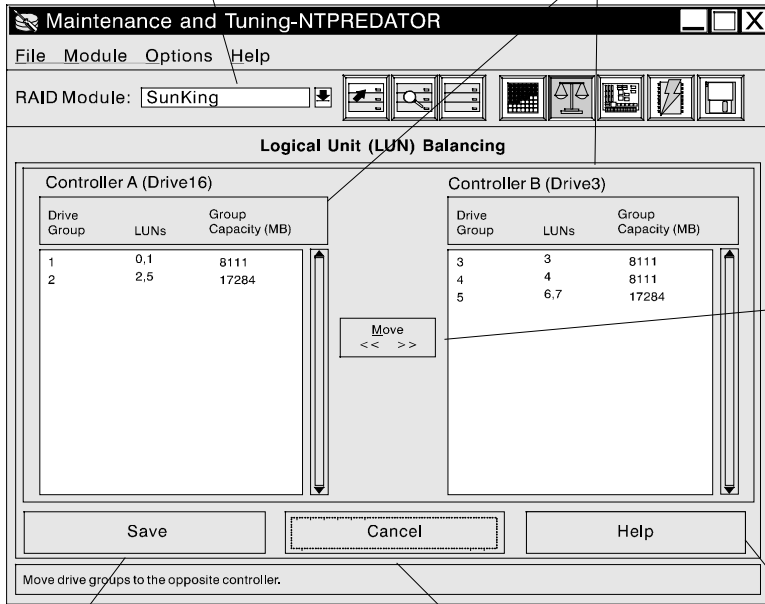 Maintenance and Tuning-NTPREDATOR
File Module Options Help
RAID Module: SunKing
Logical Unit (LUN) Balancing
Controller A (Drive16)
Drive Group LUNs Group Capacity (MB)
1 0,1 8111
2 2,5 17284
Move
<< >>
Controller B (Drive3)
Drive Group LUNs Group Capacity (MB)
3 3 8111
4 4 8111
5 6,7 17284
Save Cancel Help
Move drive groups to the opposite controller.